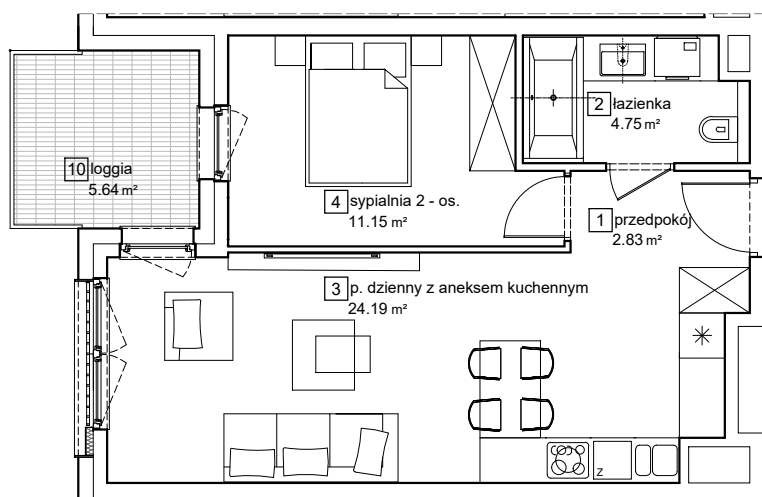 2 łazienka
4.75 m²
10 loggia
5.64 m²
4 sypialnia 2 - os.
11.15 m²
1 przedpokój
2.83 m²
3 p. dzienny z aneksem kuchennym
24.19 m²
z